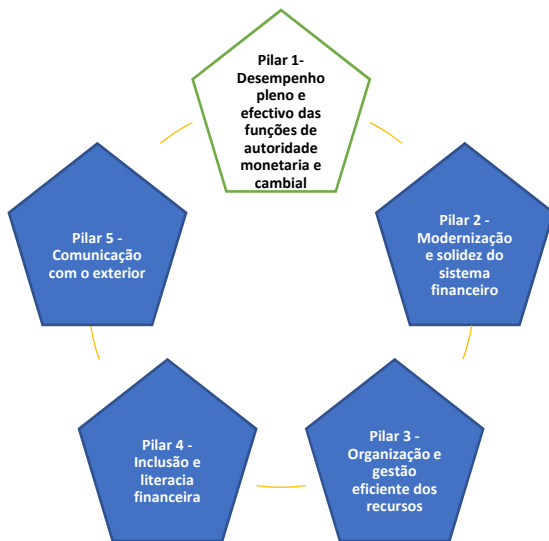 Pilar 1-
Desempenho
pleno e
efectivo das
funções de
autoridade
monetaria e
cambial
Pilar 2 -
Modernização
e solidez do
sistema
financeiro
Pilar 3 -
Organização e
gestão
eficiente dos
recursos
Pilar 4 -
Inclusão e
literacia
financeira
Pilar 5 -
Comunicação
com o exterior